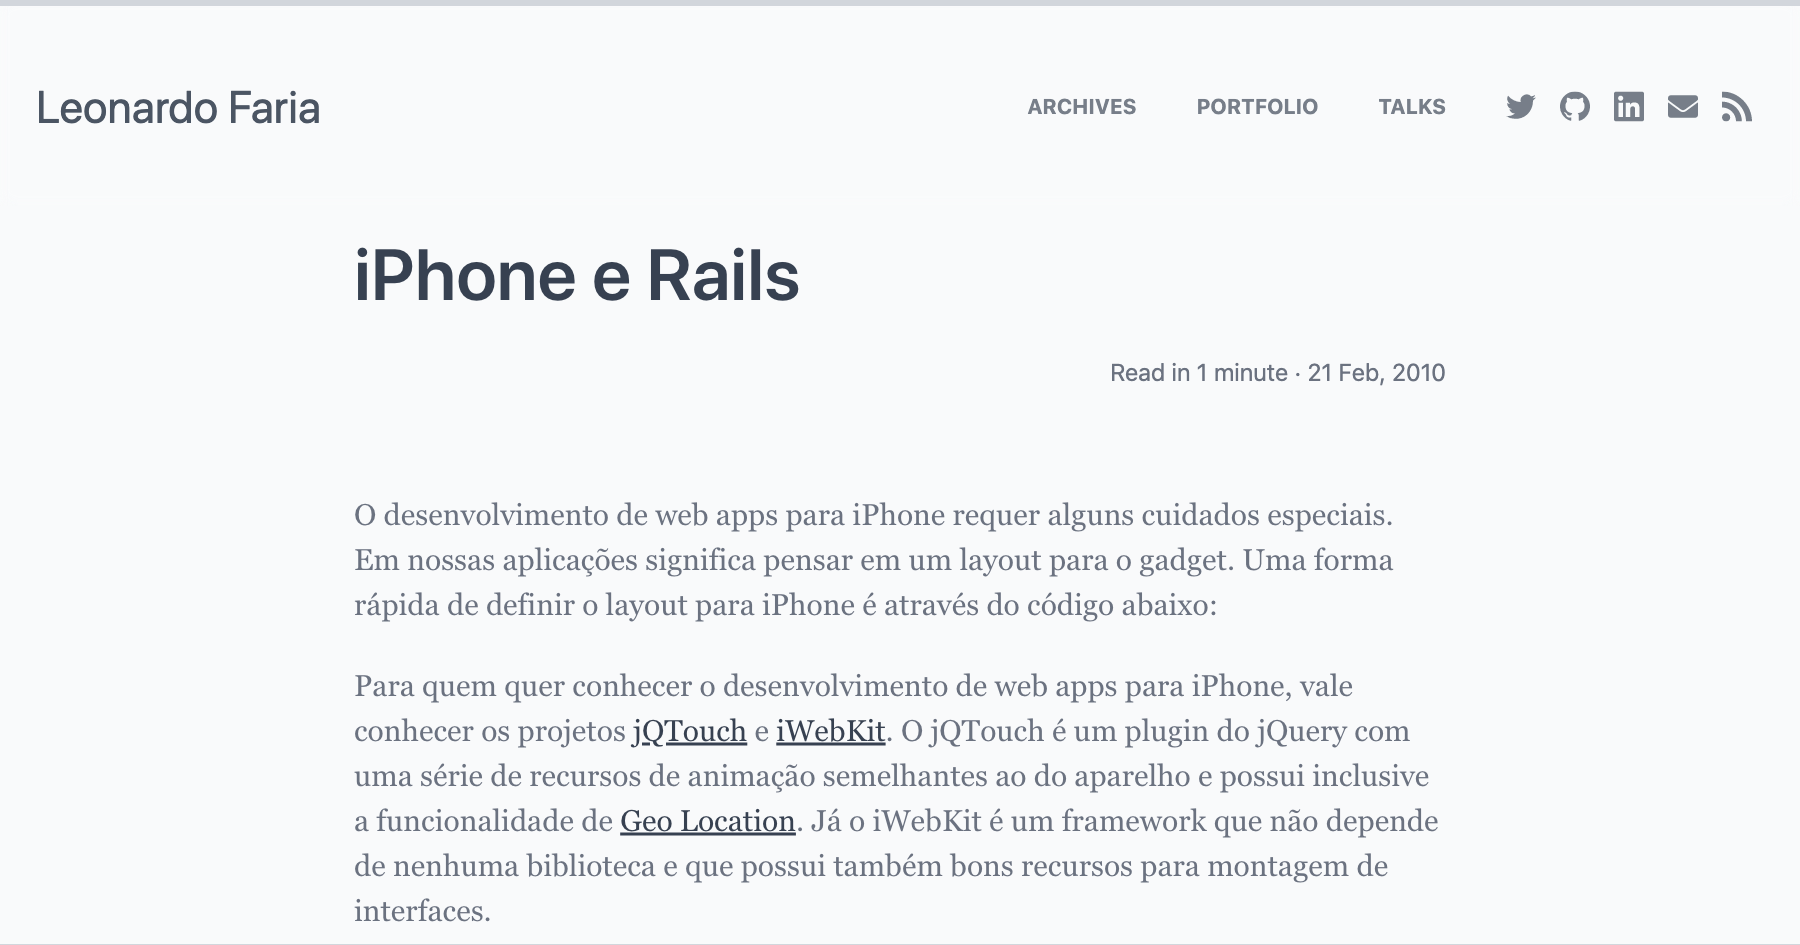 Leonardo Faria
ARCHIVES PORTFOLIO TALKS
iPhone e Rails
Read in 1 minute · 21 Feb, 2010
O desenvolvimento de web apps para iPhone requer alguns cuidados especiais.
Em nossas aplicações significa pensar em um layout para o gadget. Uma forma
rápida de definir o layout para iPhone é através do código abaixo:
Para quem quer conhecer o desenvolvimento de web apps para iPhone, vale
conhecer os projetos jQTouch e iWebKit. O jQTouch é um plugin do jQuery com
uma série de recursos de animação semelhantes ao do aparelho e possui inclusive
a funcionalidade de Geo Location. Já o iWebKit é um framework que não depende
de nenhuma biblioteca e que possui também bons recursos para montagem de
interfaces.